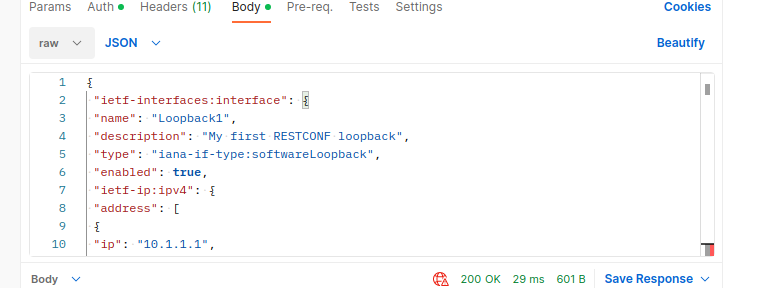 Params Auth Headers (11) Body Pre-req. Tests Settings Cookies
raw JSON Beautify
1 {
2 "ietf-interfaces:interface": {
3 "name": "Loopback1",
4 "description": "My first RESTCONF loopback",
5 "type": "iana-if-type:softwareLoopback",
6 "enabled": true,
7 "ietf-ip:ipv4": {
8 "address": [
9 {
10 "ip": "10.1.1.1",
Body 200 OK 29 ms 601 B Save Response